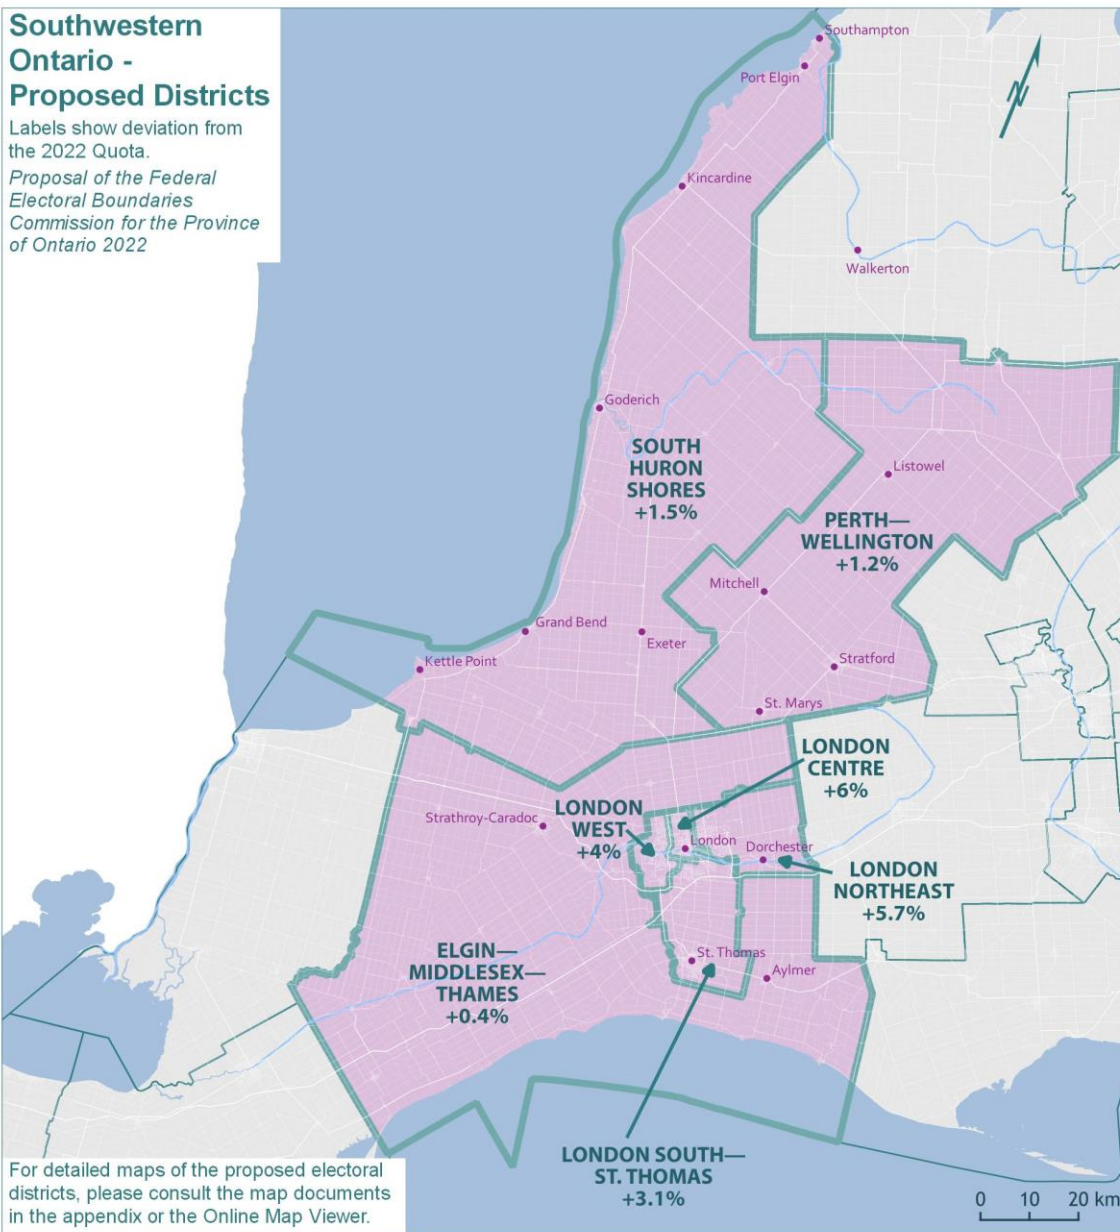 Southwestern
Ontario -
Proposed Districts
Labels show deviation from
the 2022 Quota.
Proposal of the Federal
Electoral Boundaries
Commission for the Province
of Ontario 2022
Southampton
Port Elgin
N
Kincardine
Walkerton
Goderich
SOUTH
HURON
SHORES
+1.5%
Listowel
PERTH—
WELLINGTON
+1.2%
Mitchell
Grand Bend
Exeter
Kettle Point
Stratford
St. Marys
LONDON
CENTRE
+6%
LONDON
WEST
+4%
Strathroy-Caradoc
London
Dorchester
LONDON
NORTHEAST
+5.7%
ELGIN—
MIDDLESEX—
THAMES
+0.4%
St. Thomas
Aylmer
LONDON SOUTH—
ST. THOMAS
+3.1%
For detailed maps of the proposed electoral
districts, please consult the map documents
in the appendix or the Online Map Viewer.
0 10 20 km